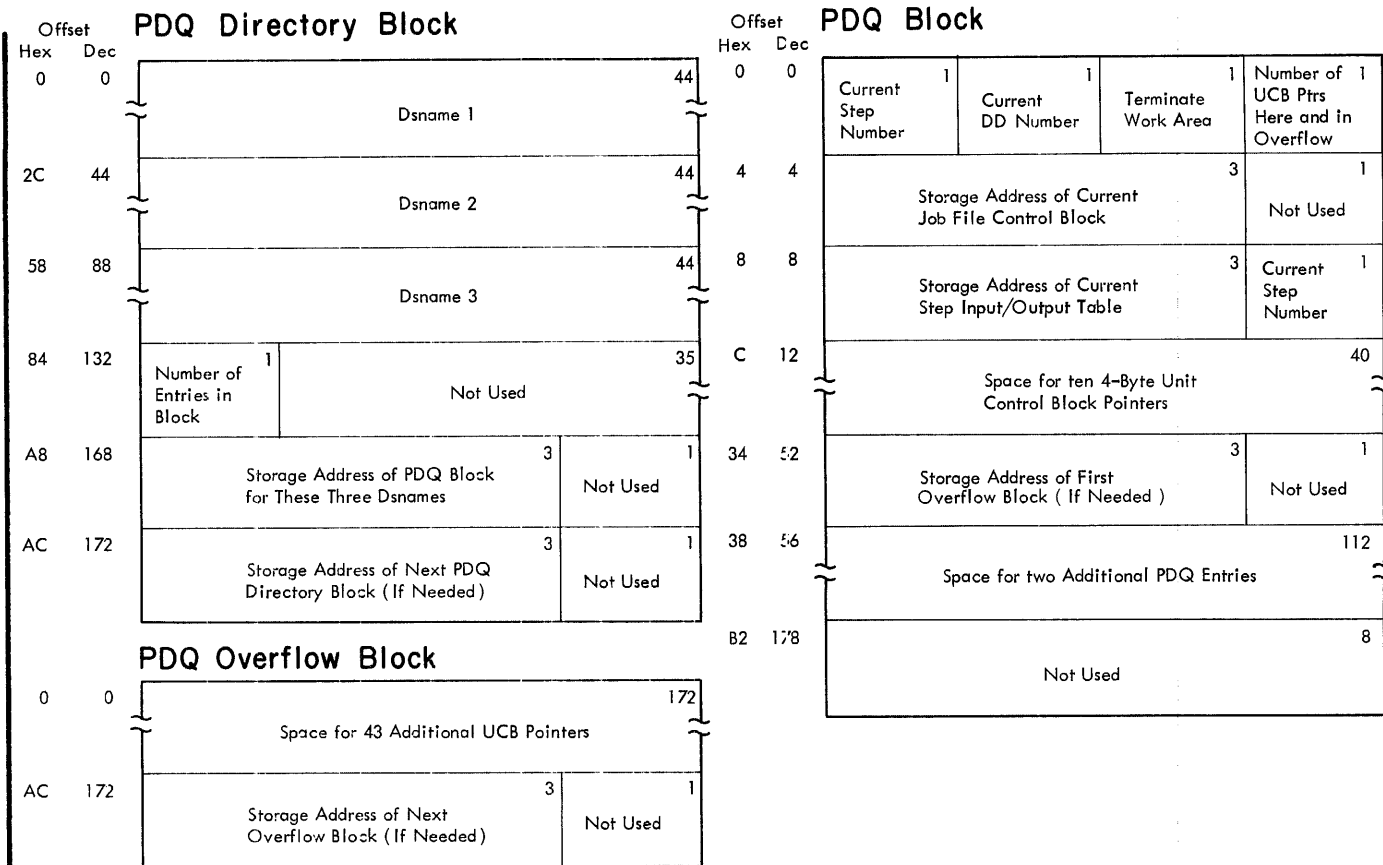 PDQ Directory Block
Offset
Hex Dec
0 0
44
Dsname 1
2C 44
44
Dsname 2
58 88
44
Dsname 3
84 132
Number of 1
Entries in
Block
35
Not Used
A8 168
3
Storage Address of PDQ Block
for These Three Dsnames
1
Not Used
AC 172
3
Storage Address of Next PDQ
Directory Block (If Needed)
1
Not Used
PDQ Overflow Block
0 0
172
Space for 43 Additional UCB Pointers
AC 172
3
Storage Address of Next
Overflow Block (If Needed)
1
Not Used
PDQ Block
Offset
Hex Dec
0 0
1
Current
Step
Number
1
Current
DD Number
1
Terminate
Work Area
Number of 1
UCB Ptrs
Here and in
Overflow
4 4
3
Storage Address of Current
Job File Control Block
1
Not Used
8 8
3
Storage Address of Current
Step Input/Output Table
Current 1
Step
Number
C 12
40
Space for ten 4-Byte Unit
Control Block Pointers
34 52
3
Storage Address of First
Overflow Block ( If Needed )
1
Not Used
38 56
112
Space for two Additional PDQ Entries
B2 178
8
Not Used